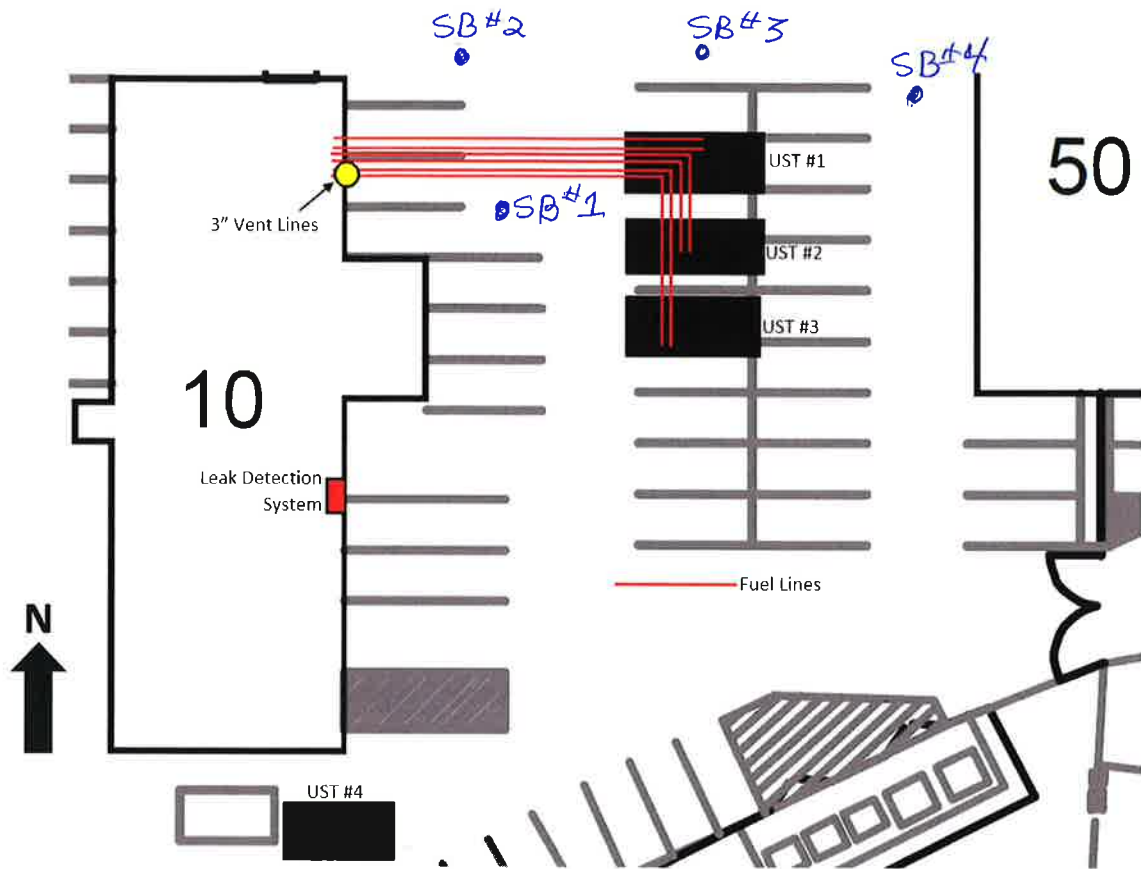 SB#2
SB#3
SB#4
50
UST #1
3" Vent Lines
SB#1
UST #2
UST #3
10
Leak Detection
System
Fuel Lines
N
UST #4